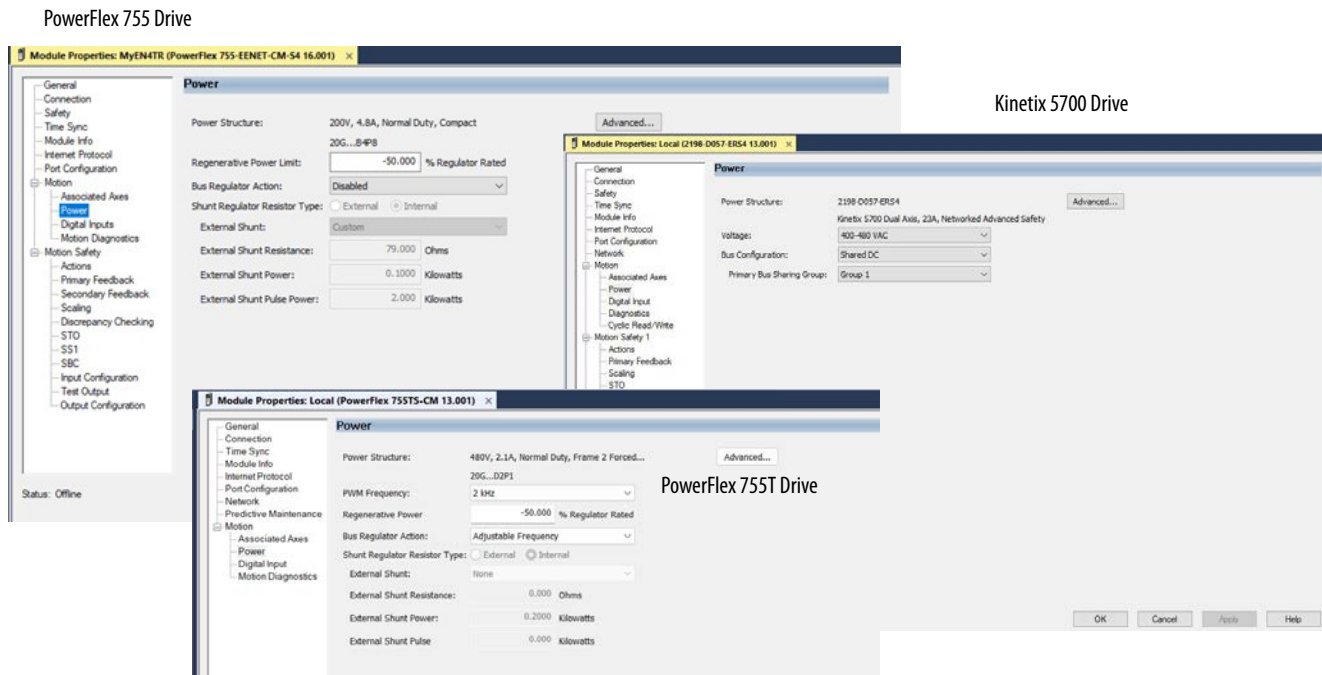 PowerFlex 755 Drive
Module Properties: MyEN4TR (PowerFlex 755-EENET-CM-S4 16.001) ×
General
Connection
Safety
Time Sync
Module Info
Internet Protocol
Port Configuration
Motion
Associated Axes
Power
Digital Inputs
Motion Diagnostics
Motion Safety
Actions
Primary Feedback
Secondary Feedback
Scaling
Discrepancy Checking
STO
SS1
SBC
Input Configuration
Test Output
Output Configuration
Status: Offline
Power
Power Structure: 200V, 4.8A, Normal Duty, Compact Advanced...
20G...B4P8
Regenerative Power Limit: -50.000 % Regulator Rated
Bus Regulator Action: Disabled
Shunt Regulator Resistor Type: External Internal
External Shunt: Custom
External Shunt Resistance: 79.000 Ohms
External Shunt Power: 0.1000 Kilowatts
External Shunt Pulse Power: 2.000 Kilowatts
Kinetix 5700 Drive
Module Properties: Local (2198-D057-ERS4 13.001) ×
General
Connection
Safety
Time Sync
Module Info
Internet Protocol
Port Configuration
Network
Motion
Associated Axes
Power
Digital Input
Diagnostics
Cyclic Read/Write
Motion Safety 1
Actions
Primary Feedback
Scaling
STO
Power
Power Structure: 2198-D057-ERS4 Advanced...
Kinetix 5700 Dual Axis, 23A, Networked Advanced Safety
Voltage: 400-480 VAC
Bus Configuration: Shared DC
Primary Bus Sharing Group: Group 1
OK Cancel Apply Help
Module Properties: Local (PowerFlex 755TS-CM 13.001) ×
General
Connection
Time Sync
Module Info
Internet Protocol
Port Configuration
Network
Predictive Maintenance
Motion
Associated Axes
Power
Digital Input
Motion Diagnostics
Power
Power Structure: 480V, 2.1A, Normal Duty, Frame 2 Forced... Advanced...
20G...D2P1
PowerFlex 755T Drive
PWM Frequency: 2 kHz
Regenerative Power -50.000 % Regulator Rated
Bus Regulator Action: Adjustable Frequency
Shunt Regulator Resistor Type: External Internal
External Shunt: None
External Shunt Resistance: 0.000 Ohms
External Shunt Power: 0.2000 Kilowatts
External Shunt Pulse 0.000 Kilowatts